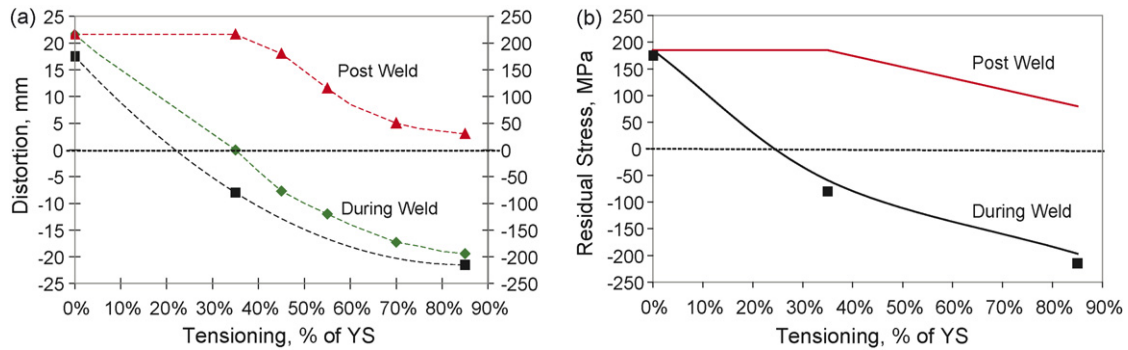 (a)
25 250
20 200
15 150
10 100
5 50
0 0
-5 -50
-10 -100
-15 -150
-20 -200
-25 -250
Distortion, mm
Post Weld
During Weld
0% 10% 20% 30% 40% 50% 60% 70% 80% 90%
Tensioning, % of YS
(b)
250
200
150
100
50
0
-50
-100
-150
-200
-250
Residual Stress, MPa
Post Weld
During Weld
0% 10% 20% 30% 40% 50% 60% 70% 80% 90%
Tensioning, % of YS